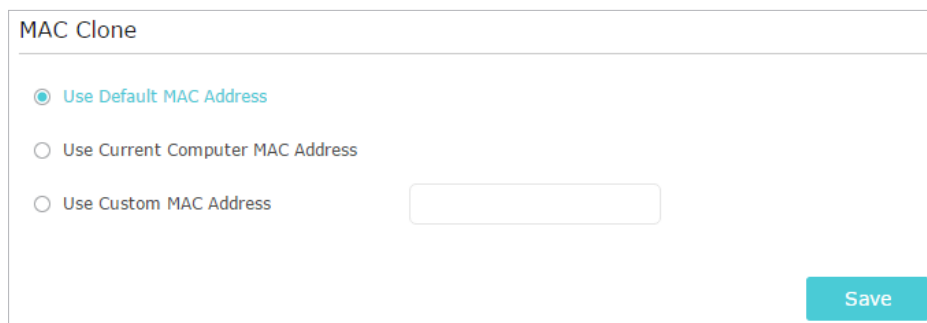 MAC Clone
Use Default MAC Address
Use Current Computer MAC Address
Use Custom MAC Address
Save